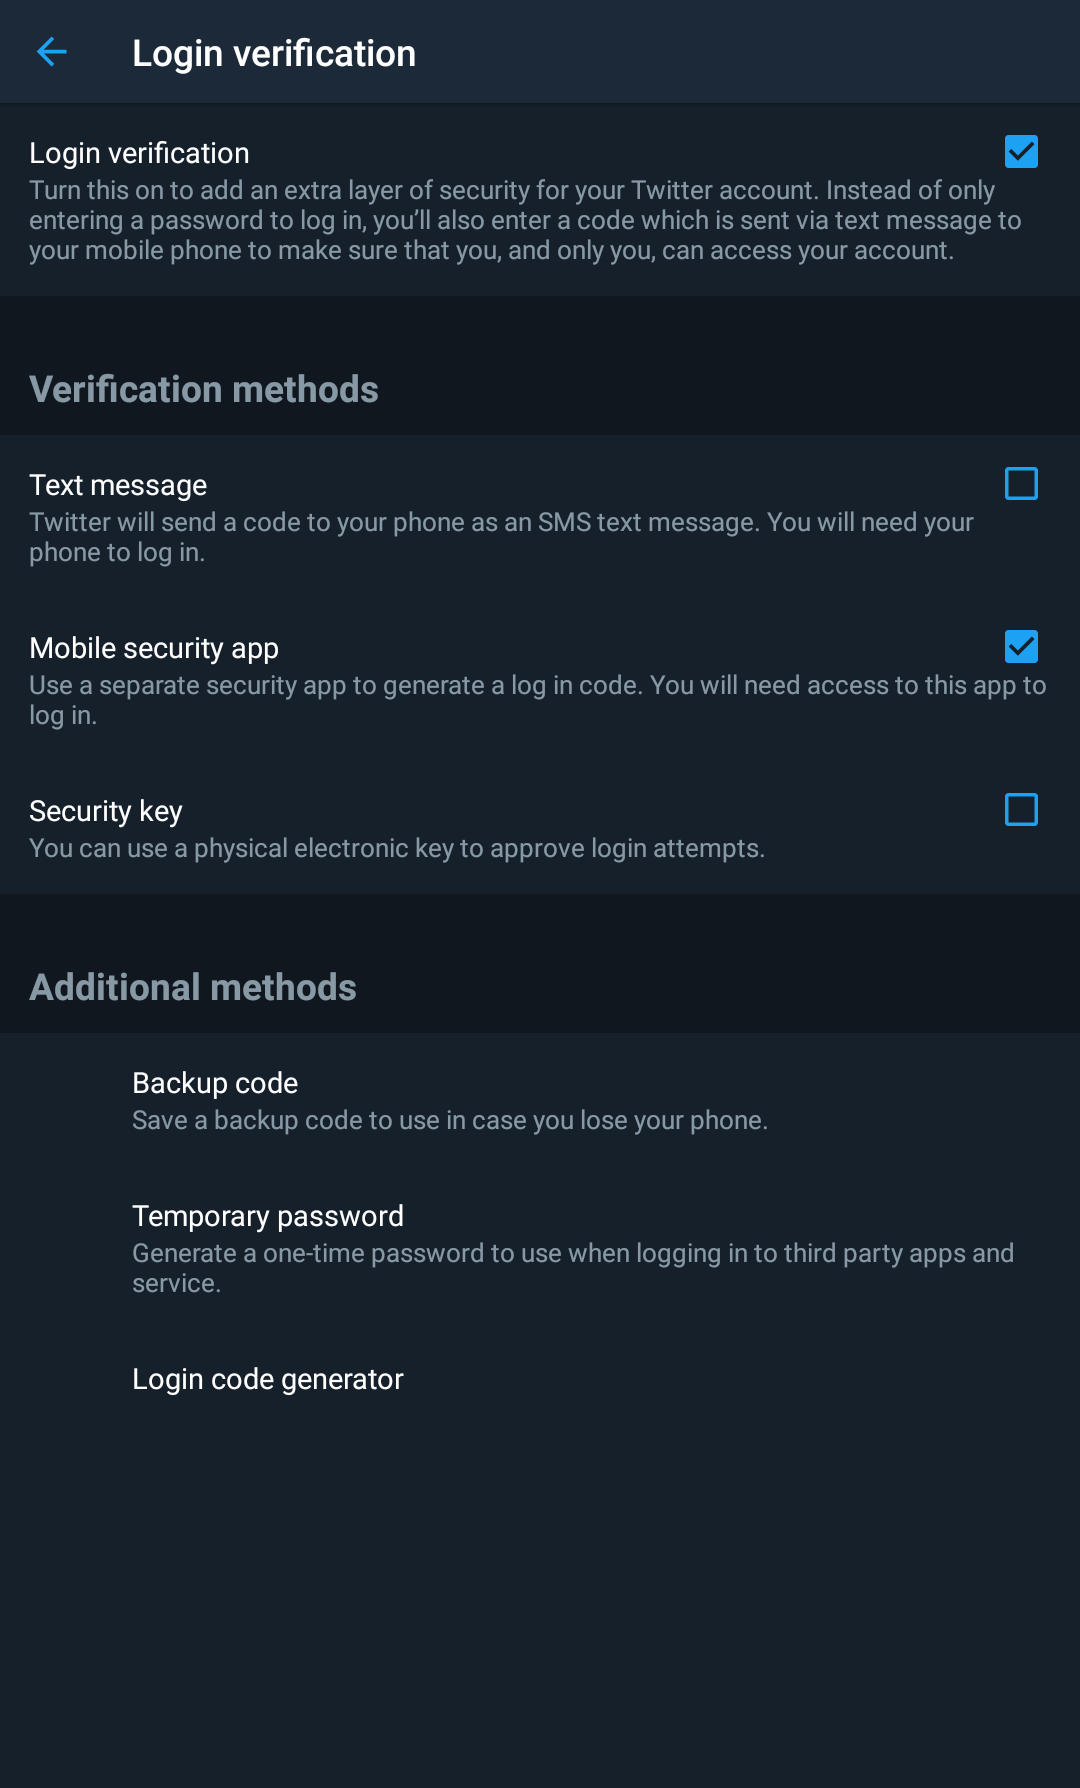 Login verification
Login verification
Turn this on to add an extra layer of security for your Twitter account. Instead of only
entering a password to log in, you’ll also enter a code which is sent via text message to
your mobile phone to make sure that you, and only you, can access your account.
Verification methods
Text message
Twitter will send a code to your phone as an SMS text message. You will need your
phone to log in.
Mobile security app
Use a separate security app to generate a log in code. You will need access to this app to
log in.
Security key
You can use a physical electronic key to approve login attempts.
Additional methods
Backup code
Save a backup code to use in case you lose your phone.
Temporary password
Generate a one-time password to use when logging in to third party apps and
service.
Login code generator